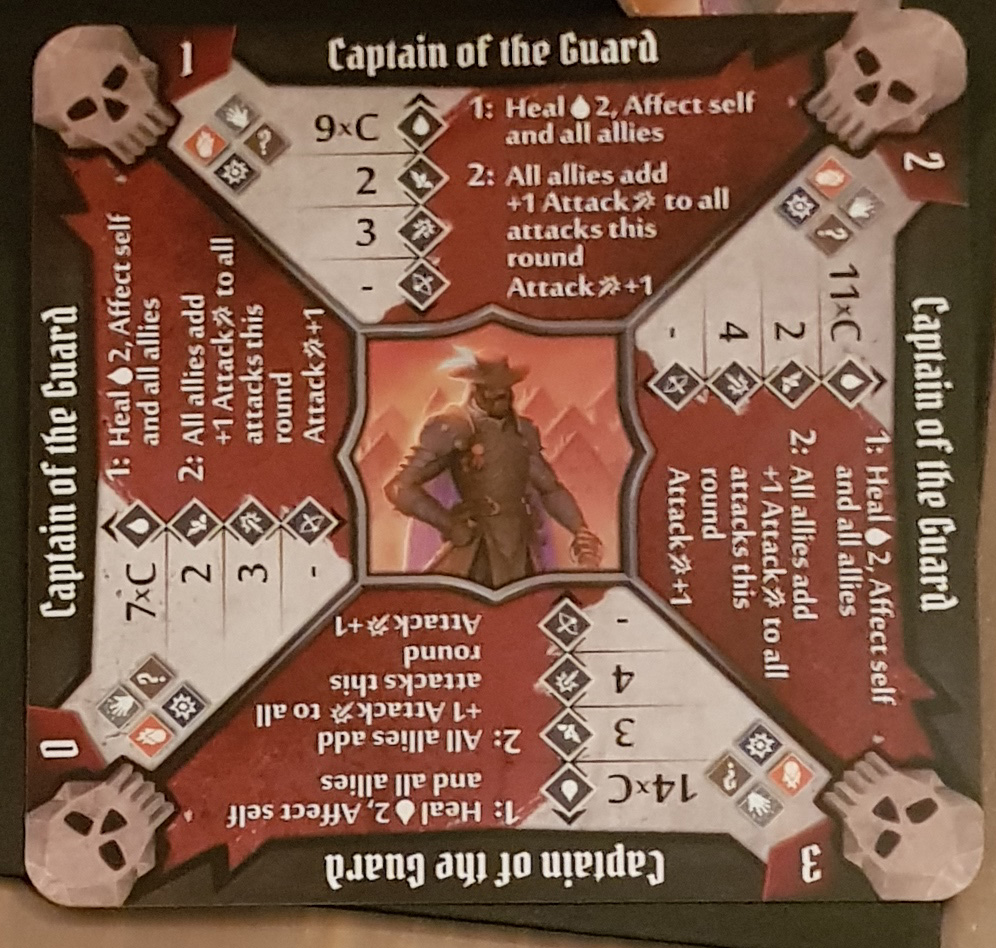 1
Captain of the Guard
9×C
2
3
-
1: Heal 2, Affect self
and all allies
2: All allies add
+1 Attack to all
attacks this
round
Attack +1
2
Captain of the Guard
11×C
2
4
-
1: Heal 2, Affect self
and all allies
2: All allies add
+1 Attack to all
attacks this
round
Attack +1
3
Captain of the Guard
14×C
3
4
-
1: Heal 2, Affect self
and all allies
2: All allies add
+1 Attack to all
attacks this
round
Attack +1
0
Captain of the Guard
7×C
2
3
-
1: Heal 2, Affect self
and all allies
2: All allies add
+1 Attack to all
attacks this
round
Attack +1